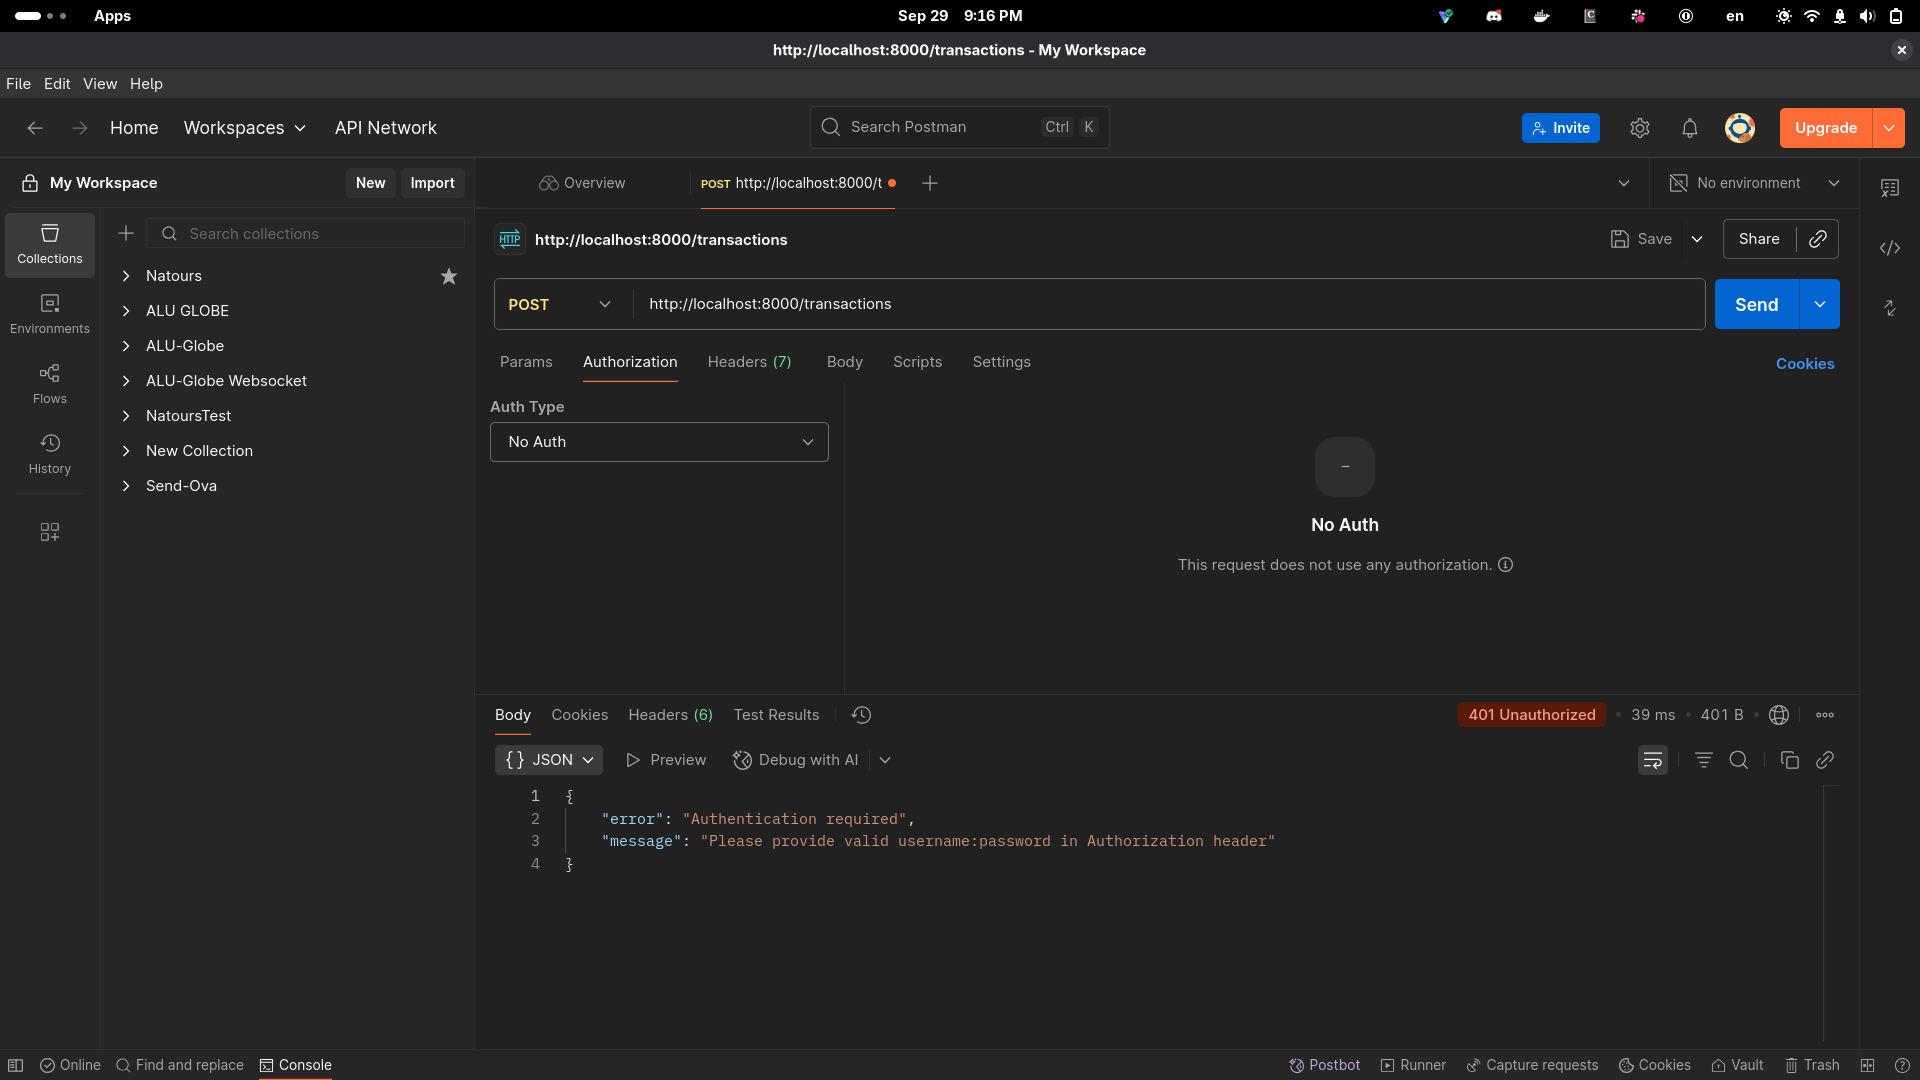 Apps
Sep 29 9:16 PM
en
http://localhost:8000/transactions - My Workspace
File Edit View Help
Home
Workspaces
API Network
Search Postman
Ctrl K
Invite
Upgrade
My Workspace
New
Import
Overview
POST http://localhost:8000/t
No environment
Collections
Environments
Flows
History
Search collections
Natours
ALU GLOBE
ALU-Globe
ALU-Globe Websocket
NatoursTest
New Collection
Send-Ova
HTTP http://localhost:8000/transactions
Save
Share
POST
http://localhost:8000/transactions
Send
Params Authorization Headers (7) Body Scripts Settings
Cookies
Auth Type
No Auth
No Auth
This request does not use any authorization.
Body Cookies Headers (6) Test Results
401 Unauthorized 39 ms 401 B
{} JSON
Preview
Debug with AI
1 {
2 "error": "Authentication required",
3 "message": "Please provide valid username:password in Authorization header"
4 }
Online
Find and replace
Console
Postbot
Runner
Capture requests
Cookies
Vault
Trash